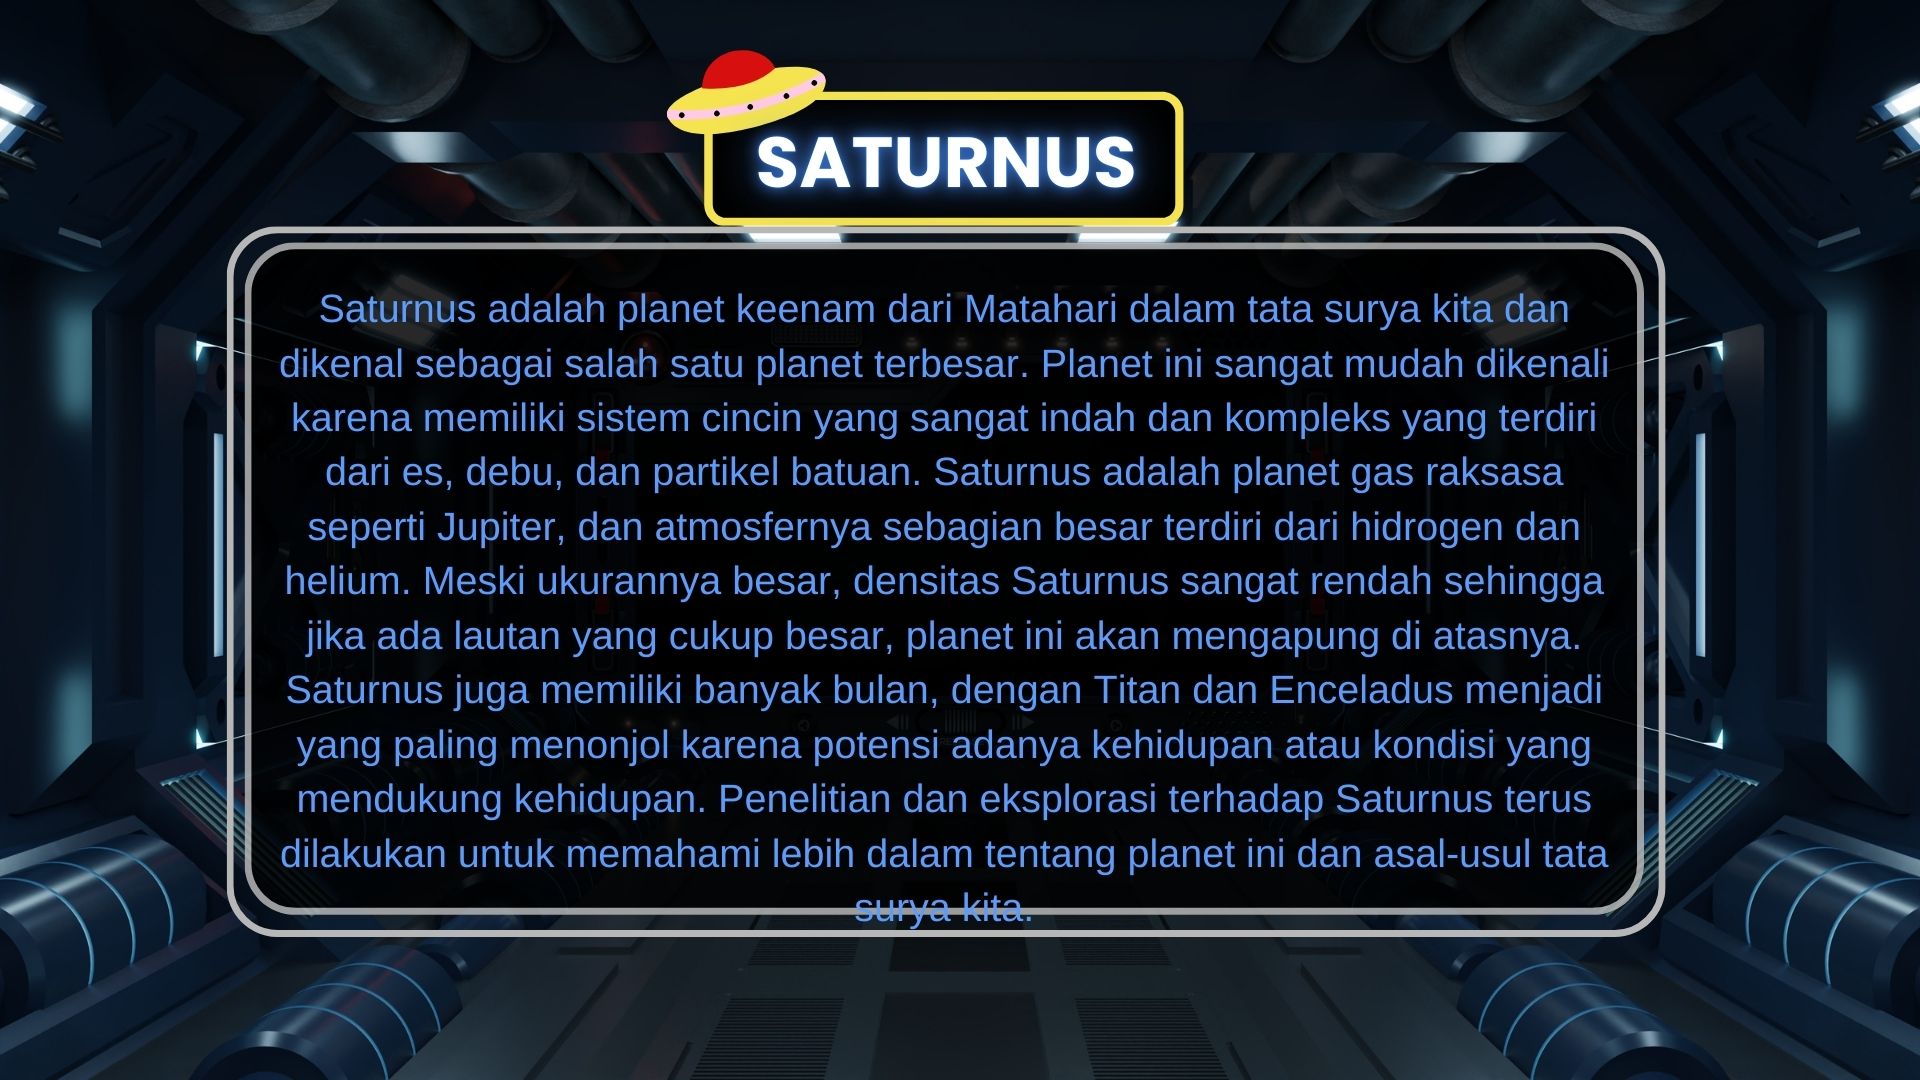 SATURNUS
Saturnus adalah planet keenam dari Matahari dalam tata surya kita dan
dikenal sebagai salah satu planet terbesar. Planet ini sangat mudah dikenali
karena memiliki sistem cincin yang sangat indah dan kompleks yang terdiri
dari es, debu, dan partikel batuan. Saturnus adalah planet gas raksasa
seperti Jupiter, dan atmosfernya sebagian besar terdiri dari hidrogen dan
helium. Meski ukurannya besar, densitas Saturnus sangat rendah sehingga
jika ada lautan yang cukup besar, planet ini akan mengapung di atasnya.
Saturnus juga memiliki banyak bulan, dengan Titan dan Enceladus menjadi
yang paling menonjol karena potensi adanya kehidupan atau kondisi yang
mendukung kehidupan. Penelitian dan eksplorasi terhadap Saturnus terus
dilakukan untuk memahami lebih dalam tentang planet ini dan asal-usul tata
surya kita.